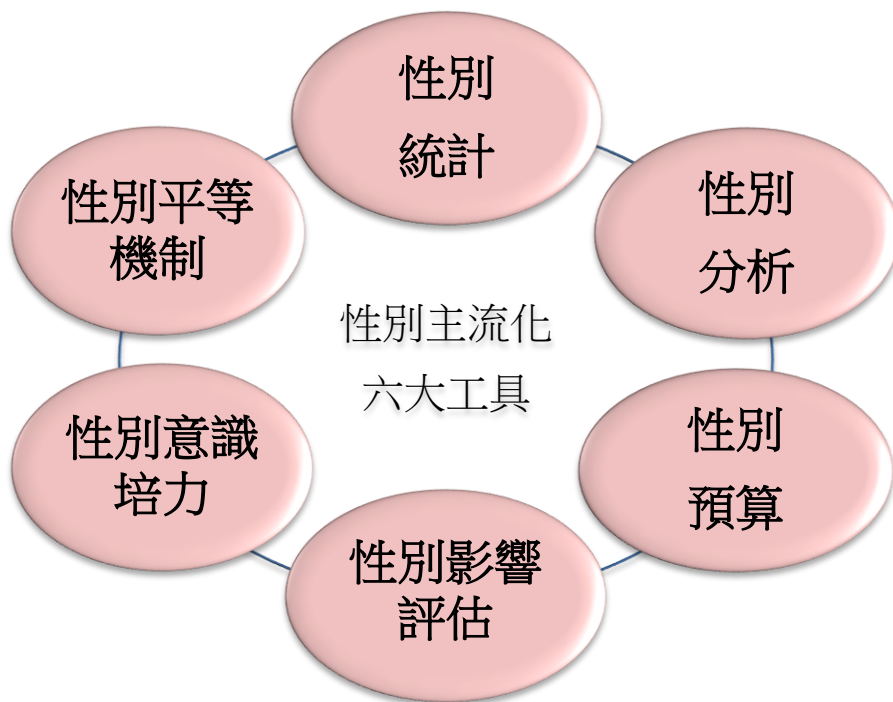 性別
統計
性別
分析
性別
預算
性別影響
評估
性別意識
培力
性別平等
機制
性別主流化
六大工具